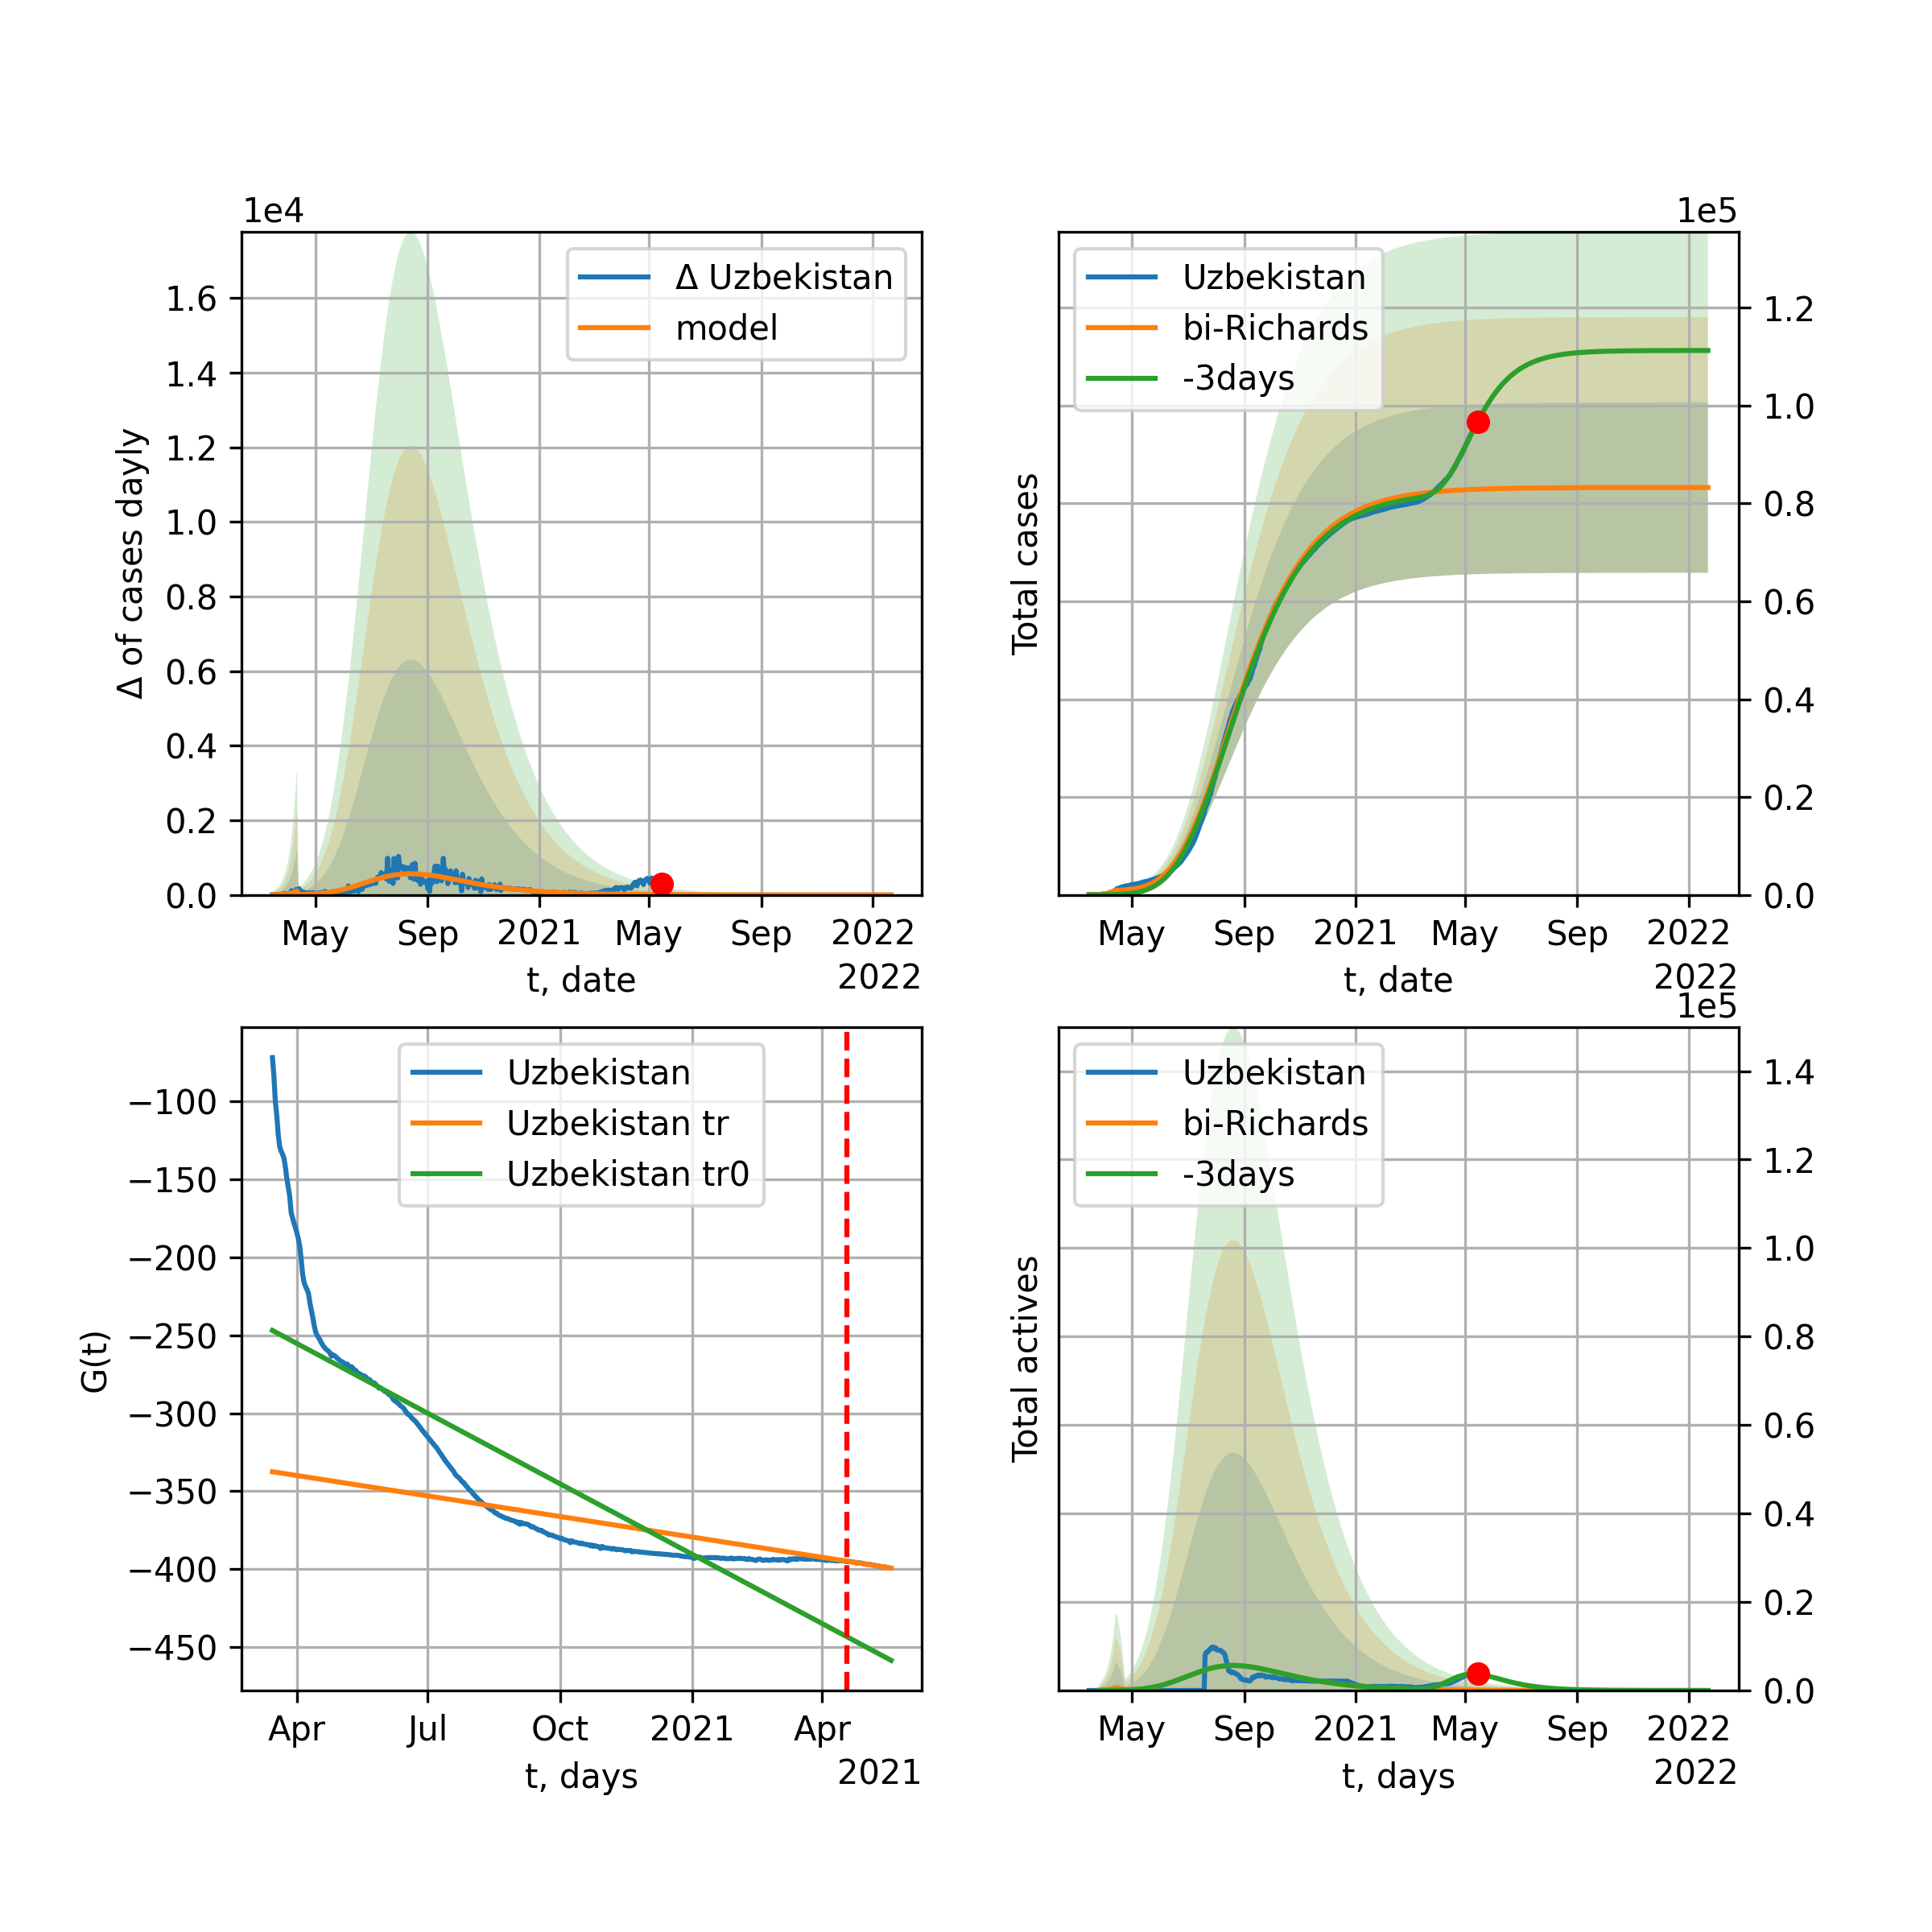 1e4
Δ of cases dayly
1.6
1.4
1.2
1.0
0.8
0.6
0.4
0.2
0.0
Δ Uzbekistan
model
May Sep 2021 May Sep 2022
t, date
2022
1e5
Total cases
Uzbekistan
bi-Richards
-3days
1.2
1.0
0.8
0.6
0.4
0.2
0.0
May Sep 2021 May Sep 2022
t, date
2022
G(t)
−100
−150
−200
−250
−300
−350
−400
−450
Uzbekistan
Uzbekistan tr
Uzbekistan tr0
Apr Jul Oct 2021 Apr
t, days
2021
1e5
Total actives
Uzbekistan
bi-Richards
-3days
1.4
1.2
1.0
0.8
0.6
0.4
0.2
0.0
May Sep 2021 May Sep 2022
t, days
2022